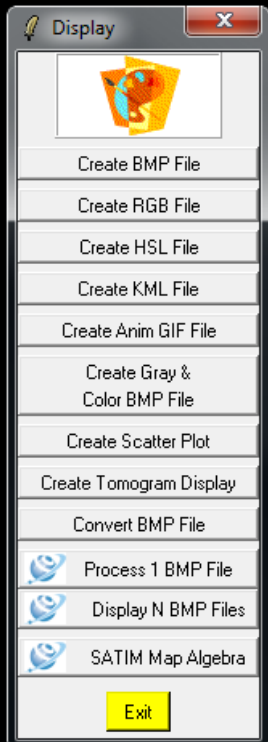 Display
Create BMP File
Create RGB File
Create HSL File
Create KML File
Create Anim GIF File
Create Gray &
Color BMP File
Create Scatter Plot
Create Tomogram Display
Convert BMP File
Process 1 BMP File
Display N BMP Files
SATIM Map Algebra
Exit